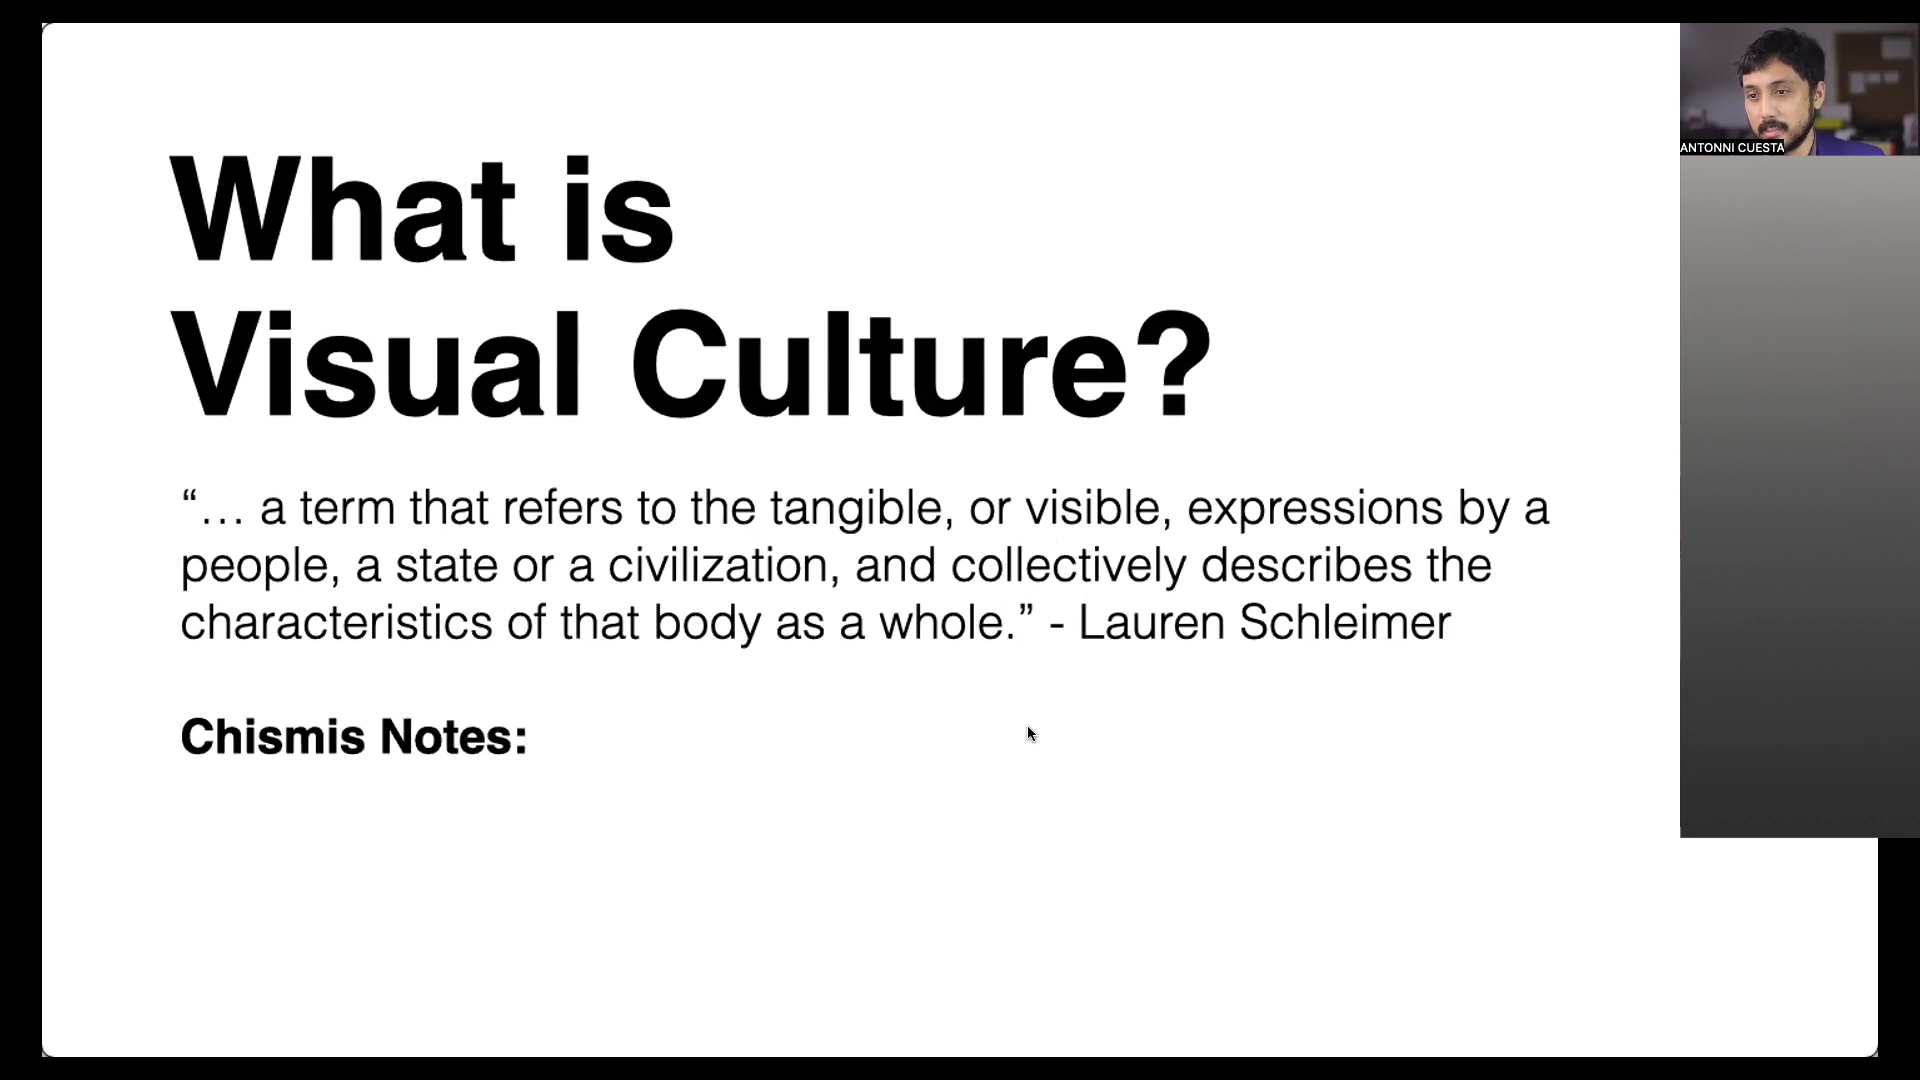 What is
Visual Culture?
“… a term that refers to the tangible, or visible, expressions by a
people, a state or a civilization, and collectively describes the
characteristics of that body as a whole.” - Lauren Schleimer
Chismis Notes:
ANTONNI CUESTA